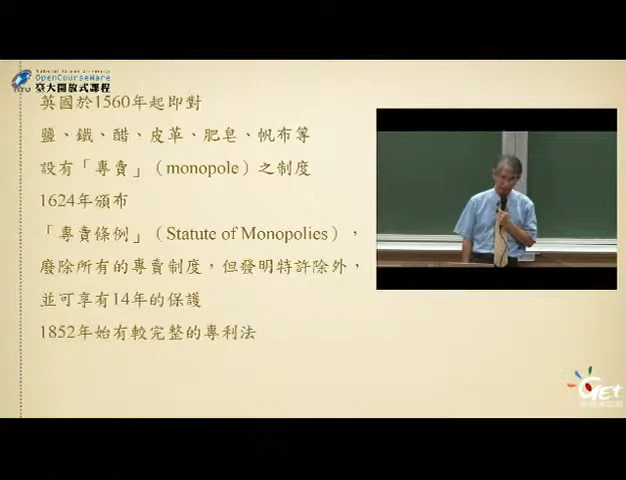 OpenCourseWare
臺大開放式課程
英國於1560年起即對
鹽、鐵、醋、皮革、肥皂、帆布等
設有「專賣」（monopole）之制度
1624年頒布
「專賣條例」（Statute of Monopolies），
廢除所有的專賣制度，但發明特許除外，
並可享有14年的保護
1852年始有較完整的專利法